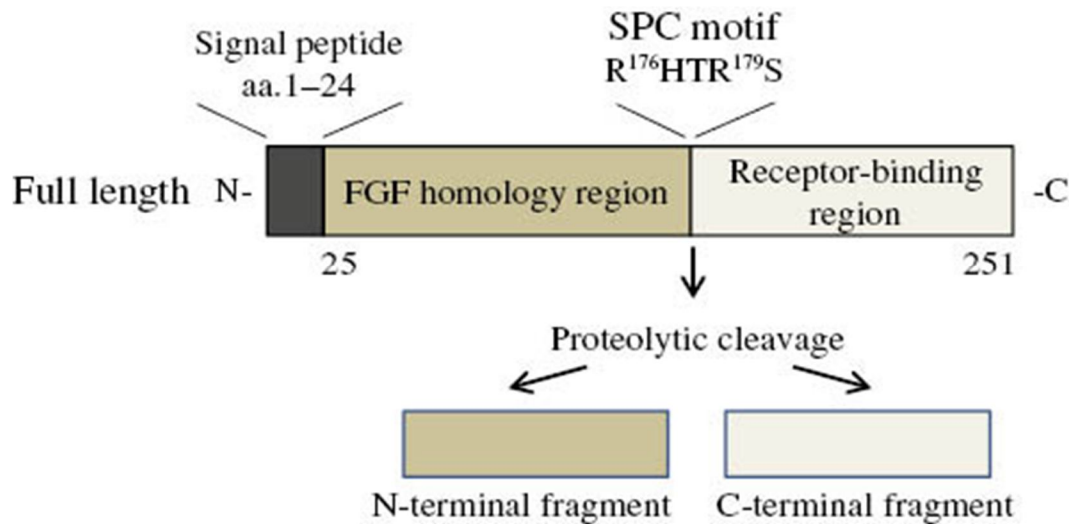 Signal peptide
aa.1–24
SPC motif
R¹⁷⁶HTR¹⁷⁹S
Full length N-
FGF homology region
Receptor-binding
region
-C
25
251
Proteolytic cleavage
N-terminal fragment
C-terminal fragment